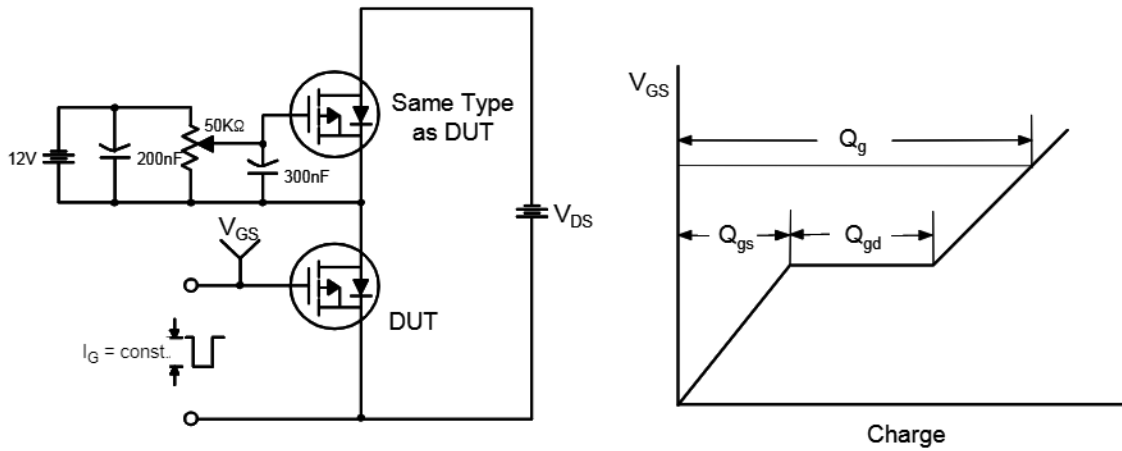 12V
200nF
50KΩ
300nF
Same Type
as DUT
V_DS
V_GS
DUT
I_G = const.
V_GS
Q_g
Q_gs
Q_gd
Charge